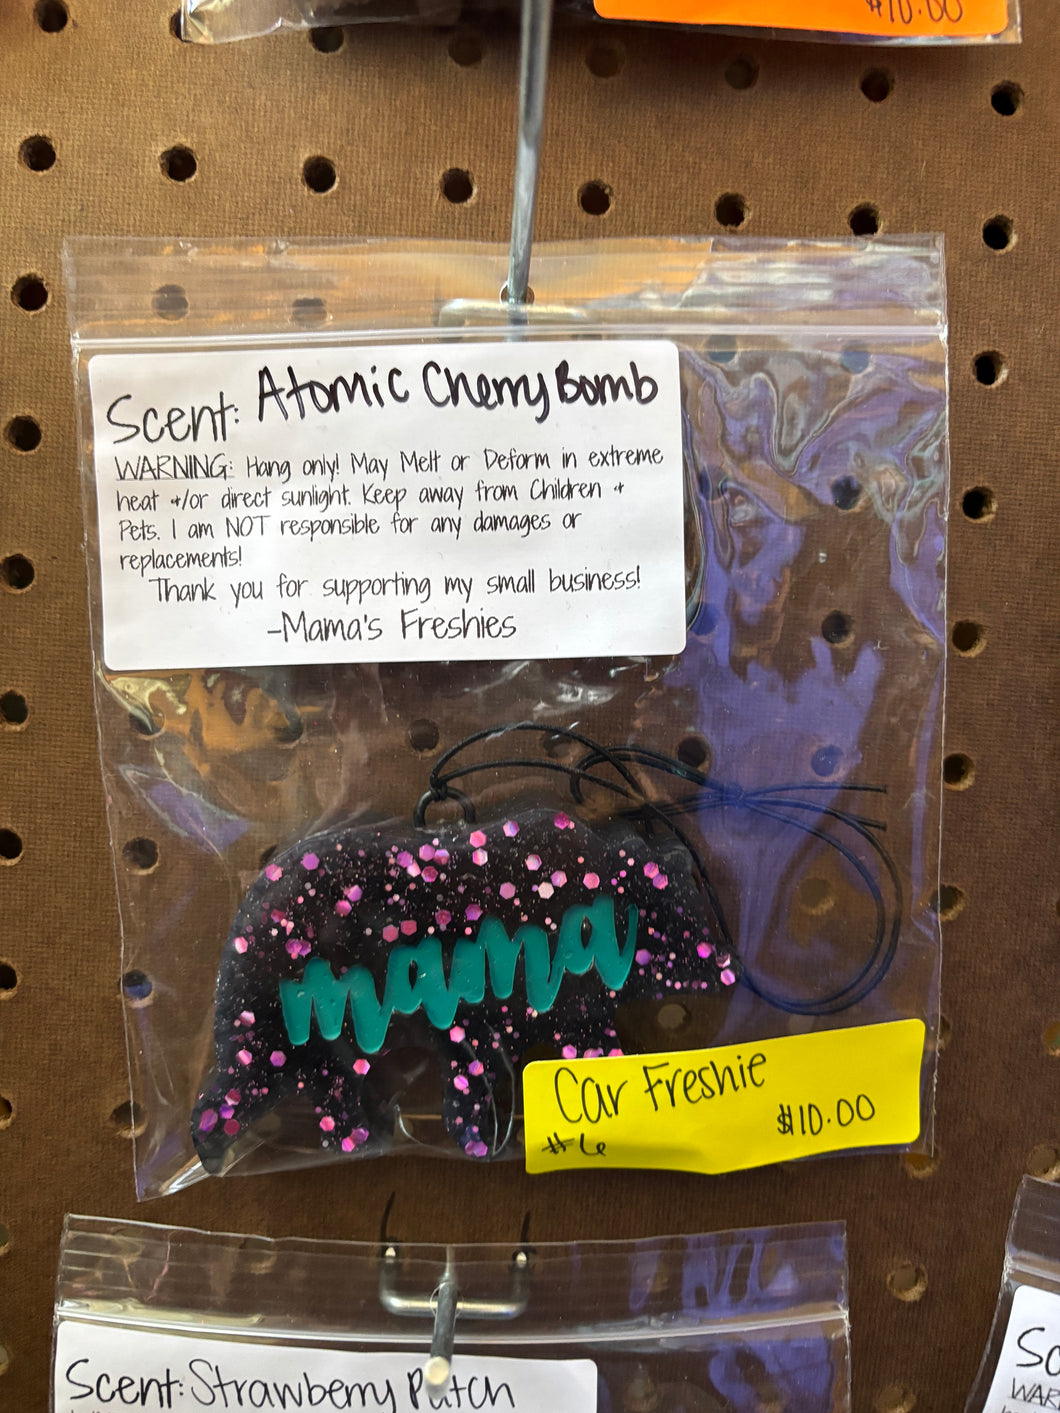 $10.00
Scent: Atomic Cherry Bomb
WARNING: Hang only! May Melt or Deform in extreme
heat +/or direct sunlight. Keep away from Children +
Pets. I am NOT responsible for any damages or
replacements!
Thank you for supporting my small business!
-Mama's Freshies
mama
Car Freshie
#6 $10.00
Scent: Strawberry Patch